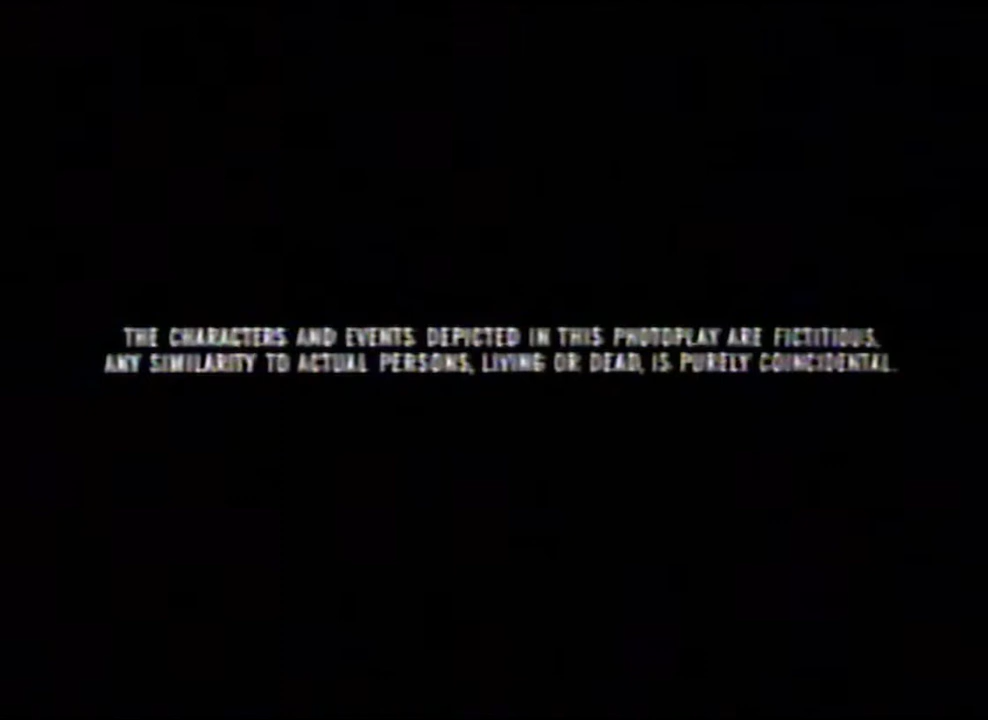 THE CHARACTERS AND EVENTS DEPICTED IN THIS PHOTOPLAY ARE FICTITIOUS.
ANY SIMILARITY TO ACTUAL PERSONS, LIVING OR DEAD, IS PURELY COINCIDENTAL.